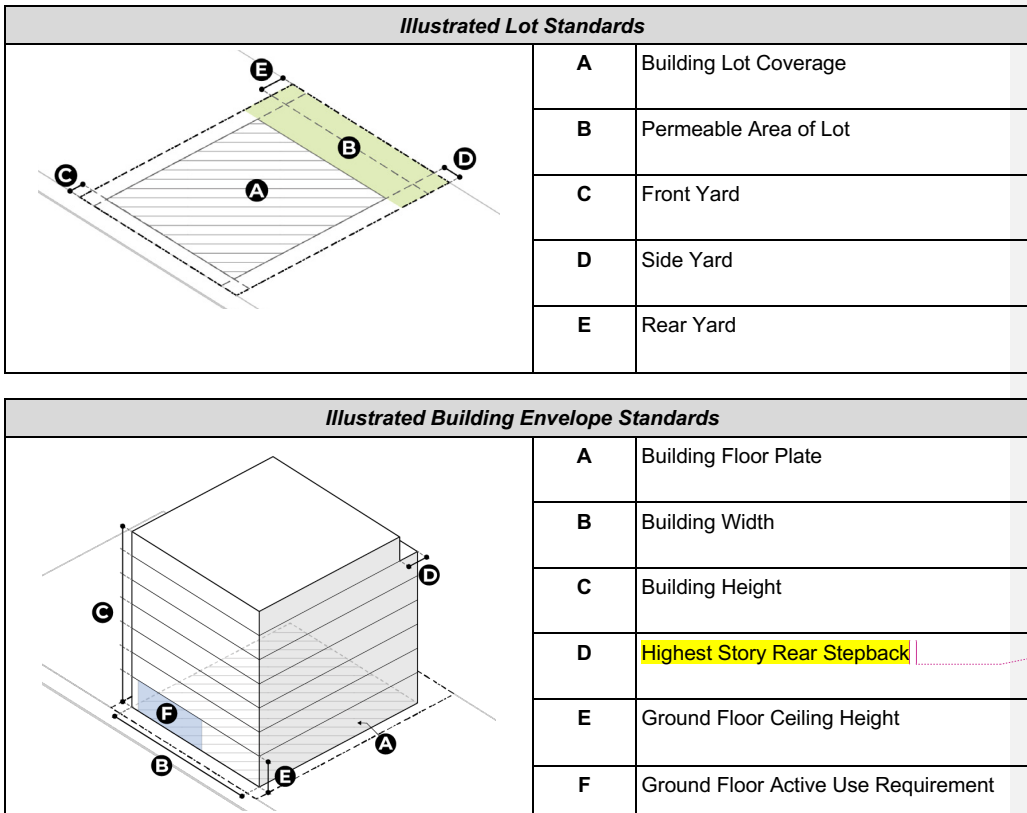 Illustrated Lot Standards
E
B
D
C
A
A Building Lot Coverage
B Permeable Area of Lot
C Front Yard
D Side Yard
E Rear Yard
Illustrated Building Envelope Standards
D
C
F
A
B
E
A Building Floor Plate
B Building Width
C Building Height
D Highest Story Rear Stepback
E Ground Floor Ceiling Height
F Ground Floor Active Use Requirement